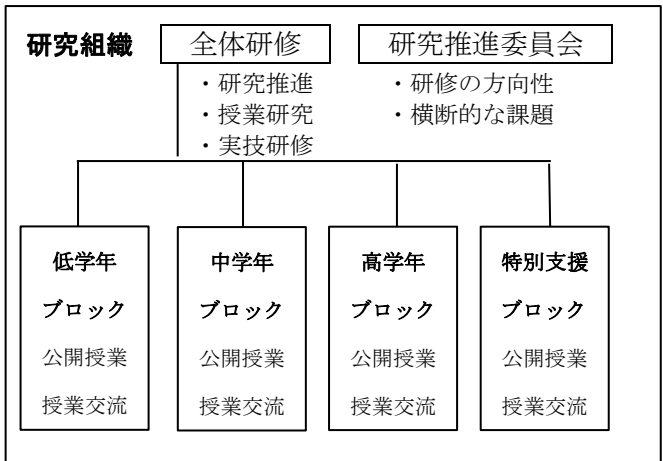 研究組織 全体研修 研究推進委員会
・研究推進 ・研修の方向性
・授業研究 ・横断的な課題
・実技研修
低学年 中学年 高学年 特別支援
ブロック ブロック ブロック ブロック
公開授業 公開授業 公開授業 公開授業
授業交流 授業交流 授業交流 授業交流